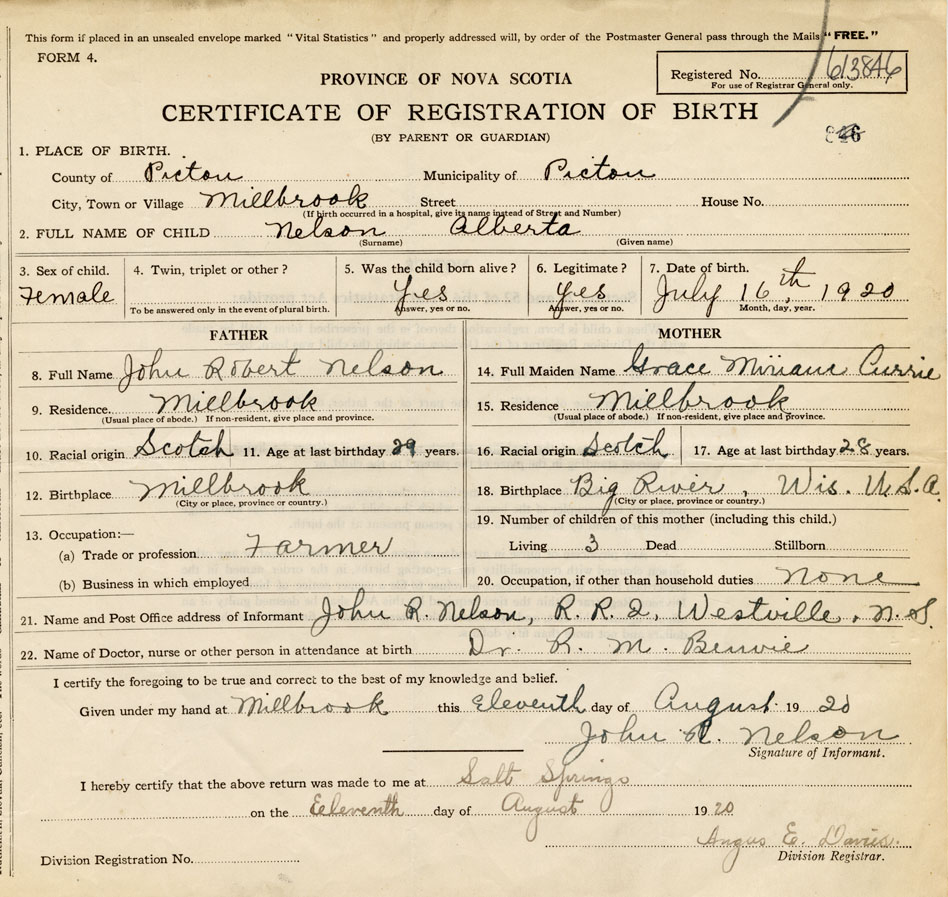 This form if placed in an unsealed envelope marked "Vital Statistics" and properly addressed will, by order of the Postmaster General pass through the Mails "FREE."
FORM 4.
PROVINCE OF NOVA SCOTIA
Registered No. 613846
For use of Registrar General only.
CERTIFICATE OF REGISTRATION OF BIRTH
(BY PARENT OR GUARDIAN)
1. PLACE OF BIRTH.
County of Picton Municipality of Picton
City, Town or Village Millbrook Street House No.
(If birth occurred in a hospital, give its name instead of Street and Number)
2. FULL NAME OF CHILD Nelson Alberta
(Surname) (Given name)
3. Sex of child. 4. Twin, triplet or other? 5. Was the child born alive? 6. Legitimate? 7. Date of birth.
Female Yes Yes July 16th, 1920
To be answered only in the event of plural birth. Answer, yes or no. Answer, yes or no. Month, day, year.
FATHER MOTHER
8. Full Name John Robert Nelson 14. Full Maiden Name Grace Miriam Currie
9. Residence. Millbrook 15. Residence Millbrook
(Usual place of abode.) If non-resident, give place and province. (Usual place of abode.) If non-resident, give place and province.
10. Racial origin Scotch 11. Age at last birthday 29 years. 16. Racial origin Scotch 17. Age at last birthday 28 years.
12. Birthplace Millbrook 18. Birthplace Big River, Wis. U.S.A.
(City or place, province or country.) (City or place, province or country.)
13. Occupation:— 19. Number of children of this mother (including this child.)
(a) Trade or profession Farmer Living 3 Dead Stillborn
(b) Business in which employed 20. Occupation, if other than household duties None
21. Name and Post Office address of Informant John R. Nelson, R.R.2, Westville, N.S.
22. Name of Doctor, nurse or other person in attendance at birth Dr. R. M. Benvie
I certify the foregoing to be true and correct to the best of my knowledge and belief.
Given under my hand at Millbrook this Eleventh day of August 19 20
John R. Nelson
Signature of Informant.
I hereby certify that the above return was made to me at Salt Springs
on the Eleventh day of August 19 20
Angus E. Davies.
Division Registration No. Division Registrar.